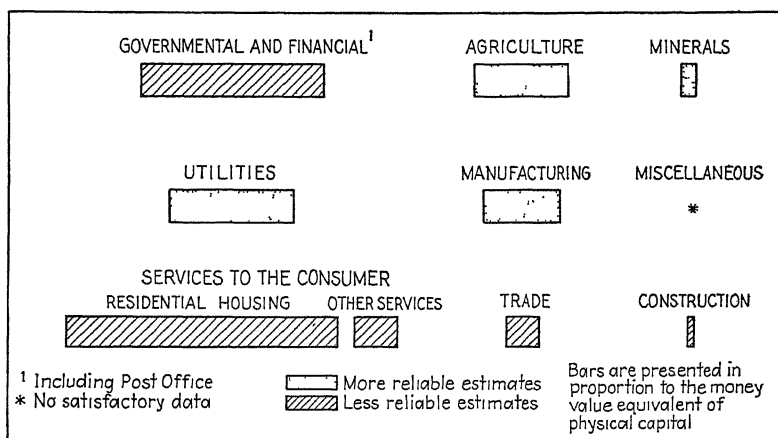 GOVERNMENTAL AND FINANCIAL¹
AGRICULTURE
MINERALS
UTILITIES
MANUFACTURING
MISCELLANEOUS
*
SERVICES TO THE CONSUMER
RESIDENTIAL HOUSING
OTHER SERVICES
TRADE
CONSTRUCTION
¹ Including Post Office
* No satisfactory data
More reliable estimates
Less reliable estimates
Bars are presented in
proportion to the money
value equivalent of
physical capital